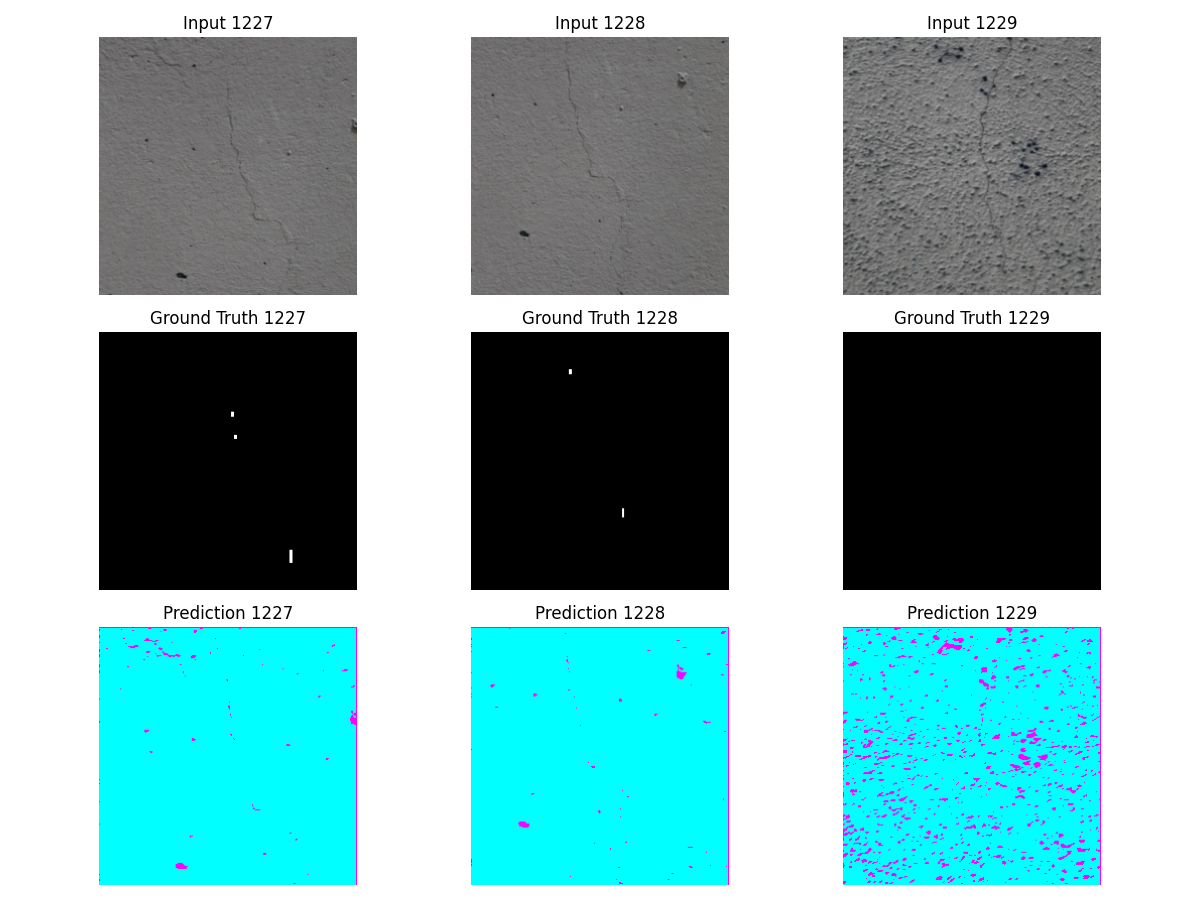 Input 1227
Input 1228
Input 1229
Ground Truth 1227
Ground Truth 1228
Ground Truth 1229
Prediction 1227
Prediction 1228
Prediction 1229